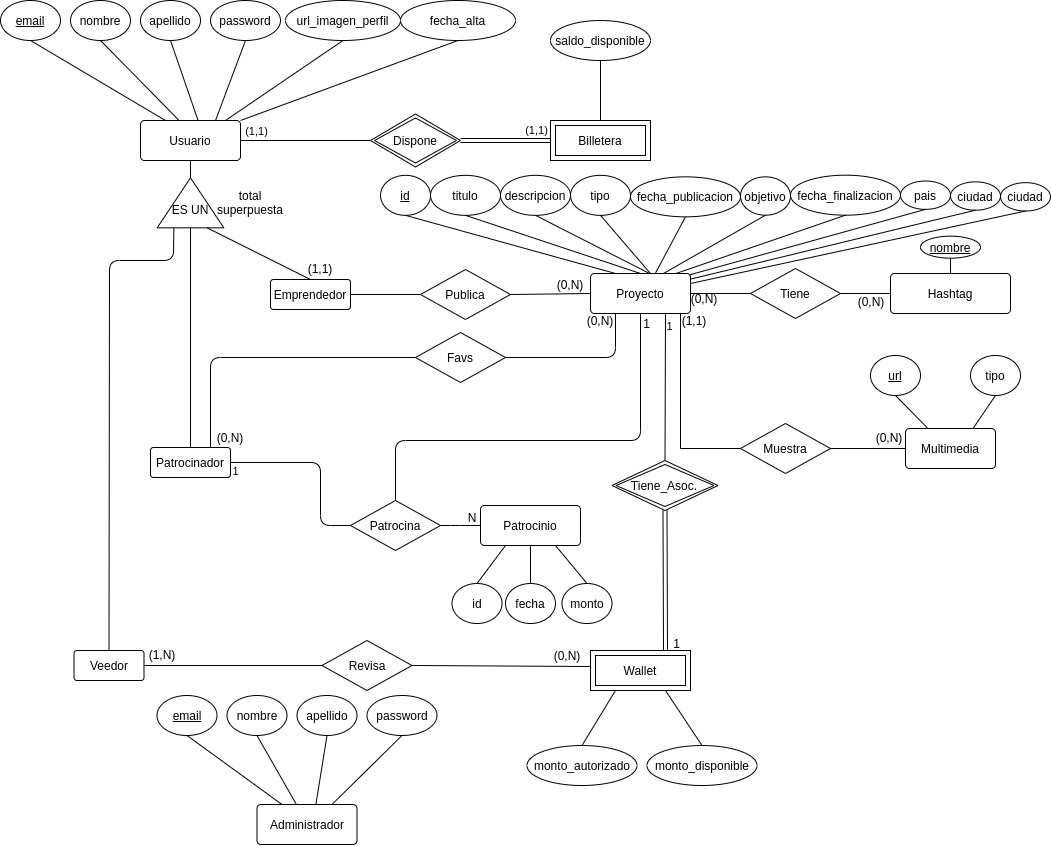 email
nombre
apellido
password
url_imagen_perfil
fecha_alta
saldo_disponible
Usuario
(1,1)
Dispone
(1,1)
Billetera
ES UN
total
superpuesta
id
titulo
descripcion
tipo
fecha_publicacion
objetivo
fecha_finalizacion
pais
ciudad
ciudad
nombre
(1,1)
Emprendedor
Publica
(0,N)
Proyecto
(0,N)
Tiene
(0,N)
Hashtag
(0,N)
1
1
(1,1)
Favs
url
tipo
(0,N)
Patrocinador
1
Muestra
(0,N)
Multimedia
Tiene_Asoc.
Patrocina
N
Patrocinio
id
fecha
monto
Veedor
(1,N)
Revisa
(0,N)
1
Wallet
email
nombre
apellido
password
monto_autorizado
monto_disponible
Administrador